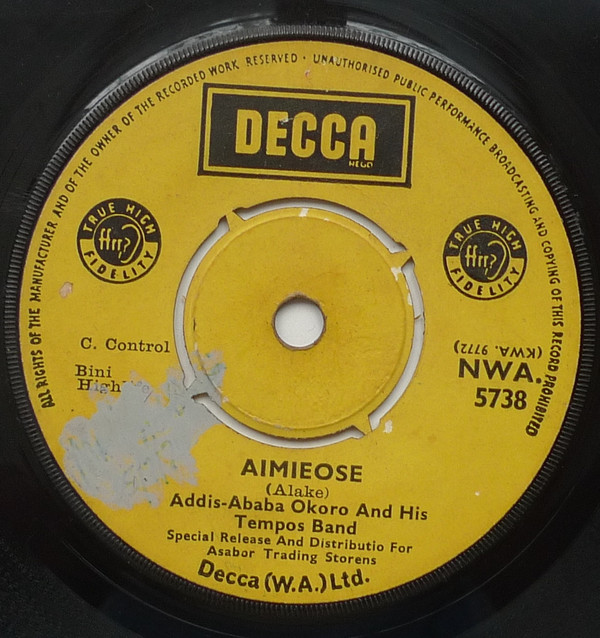 ALL RIGHTS OF THE MANUFACTURER AND OF THE OWNER OF THE RECORDED WORK RESERVED · UNAUTHORISED PUBLIC PERFORMANCE BROADCASTING AND COPYING OF THIS RECORD PROHIBITED
DECCA
REGD
TRUE HIGH
ffrr
FIDELITY
TRUE HIGH
ffrr
FIDELITY
C. Control
Bini
(KWA. 9772)
NWA.
5738
AIMIEOSE
(Alake)
Addis-Ababa Okoro And His
Tempos Band
Special Release And Distributio For
Asabor Trading Storens
Decca (W.A.) Ltd.